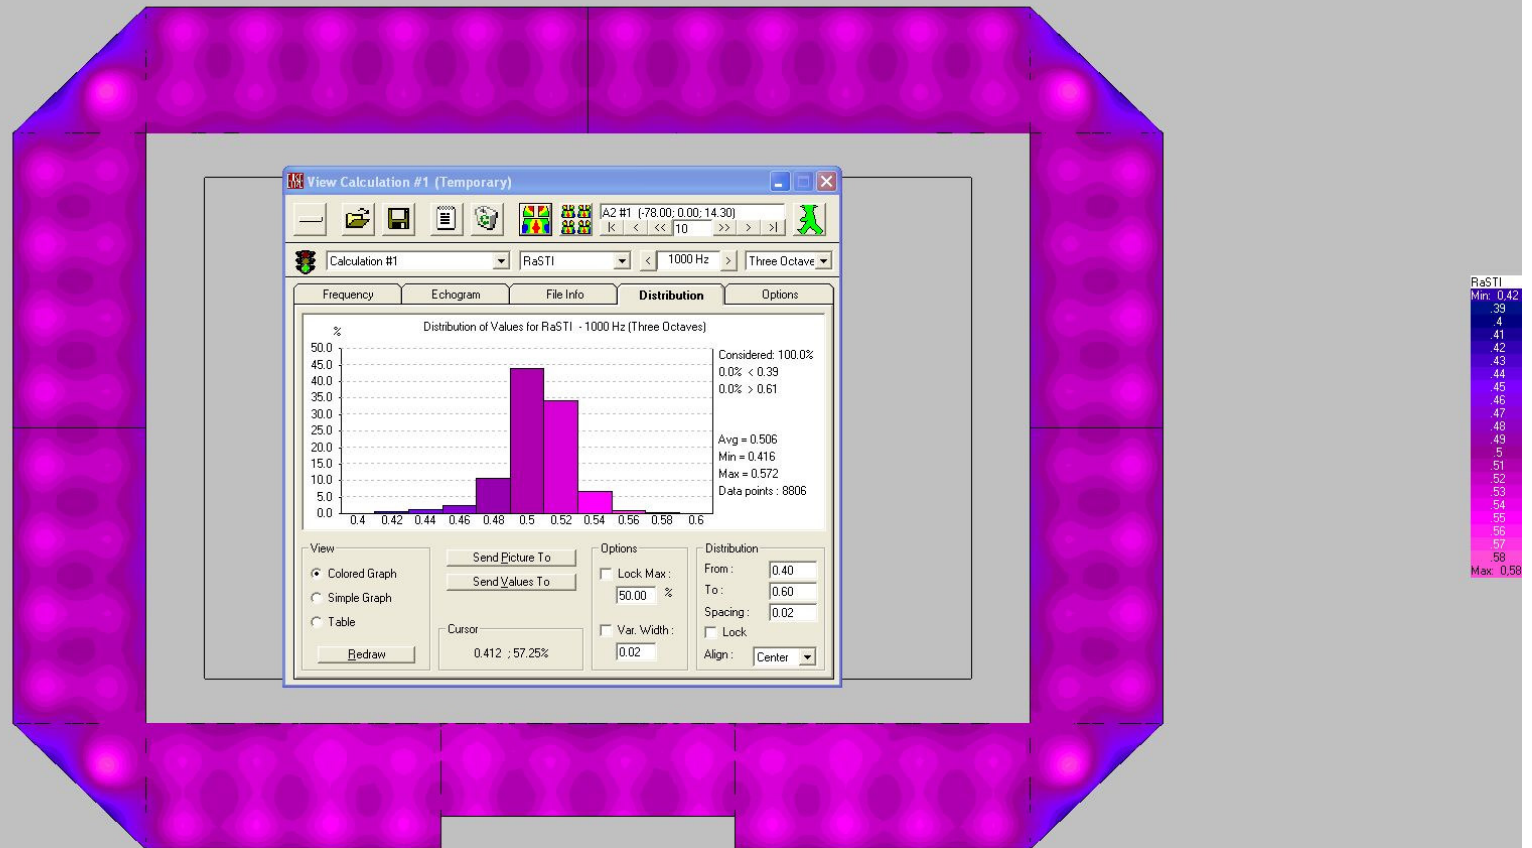 View Calculation #1 (Temporary)
A2 #1 (-78.00; 0.00; 14.30)
10
Calculation #1
RaSTI
1000 Hz
Three Octave
Frequency
Echogram
File Info
Distribution
Options
Distribution of Values for RaSTI - 1000 Hz (Three Octaves)
%
50.0
45.0
40.0
35.0
30.0
25.0
20.0
15.0
10.0
5.0
0.0
0.4 0.42 0.44 0.46 0.48 0.5 0.52 0.54 0.56 0.58 0.6
Considered: 100.0%
0.0% < 0.39
0.0% > 0.61
Avg = 0.506
Min = 0.416
Max = 0.572
Data points : 8806
View
Colored Graph
Simple Graph
Table
Redraw
Send Picture To
Send Values To
Cursor
0.412 ; 57.25%
Options
Lock Max :
50.00 %
Var. Width :
0.02
Distribution
From : 0.40
To : 0.60
Spacing : 0.02
Lock
Align : Center
RaSTI
Min: 0,42
.39
.4
.41
.42
.43
.44
.45
.46
.47
.48
.49
.5
.51
.52
.53
.54
.55
.56
.57
.58
Max: 0,58